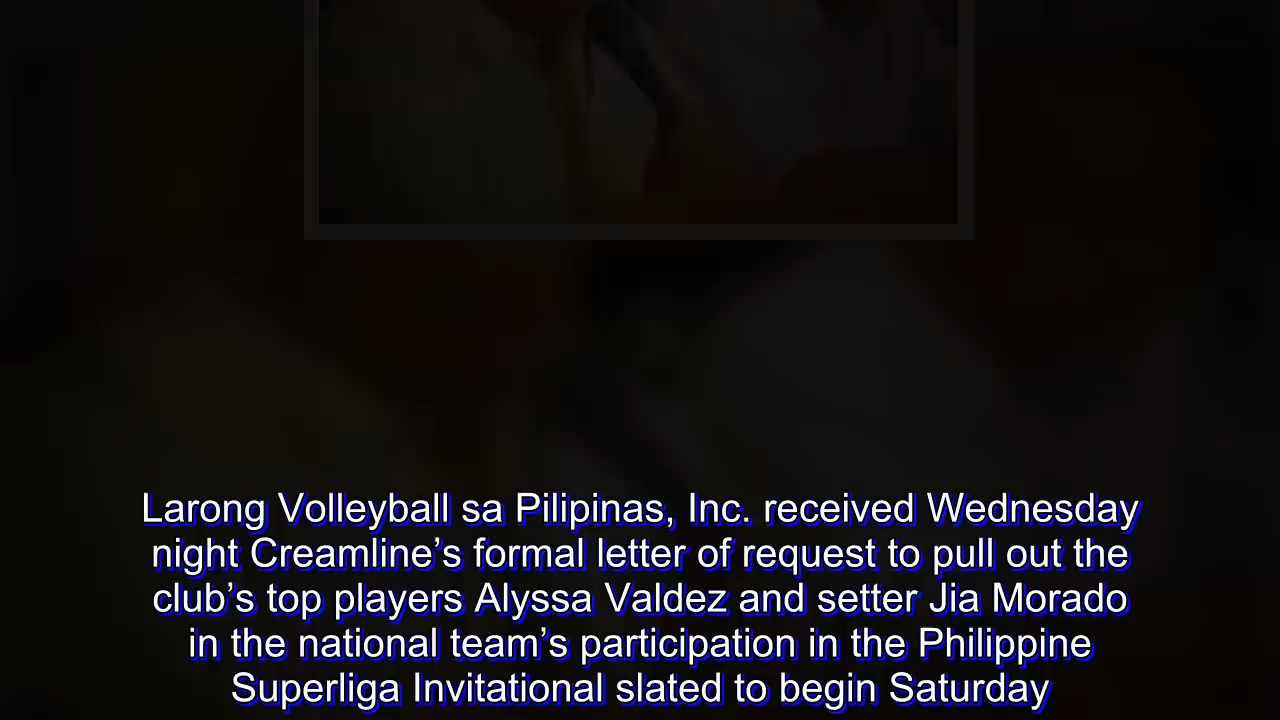 Larong Volleyball sa Pilipinas, Inc. received Wednesday
night Creamline’s formal letter of request to pull out the
club’s top players Alyssa Valdez and setter Jia Morado
in the national team’s participation in the Philippine
Superliga Invitational slated to begin Saturday